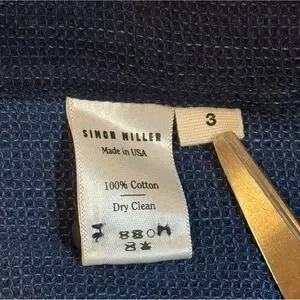 SIMON MILLER
Made in USA
100% Cotton
Dry Clean
3